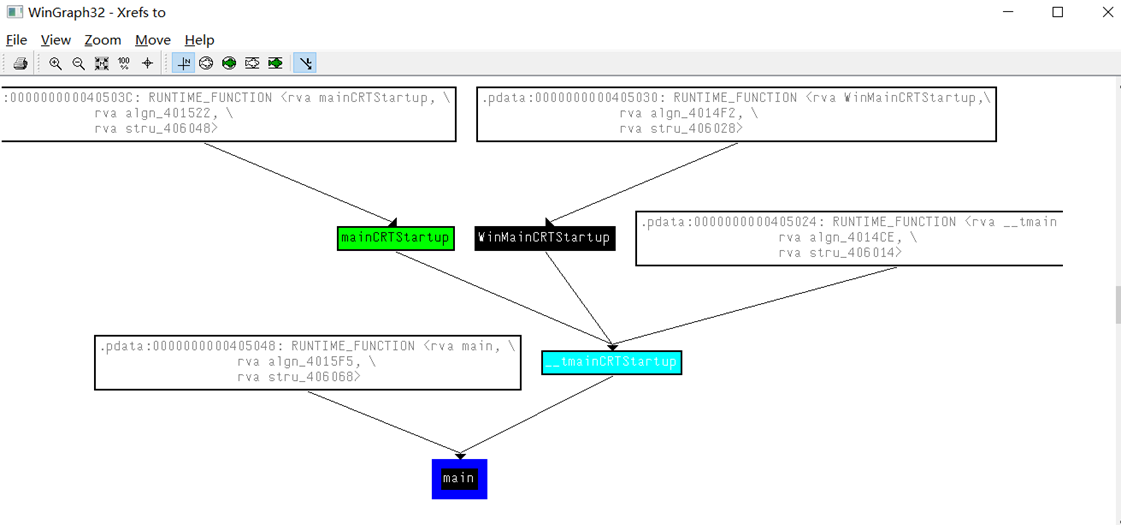 WinGraph32 - Xrefs to
File View Zoom Move Help
100
%
N
:000000000040503C: RUNTIME_FUNCTION <rva mainCRTStartup, \
rva algn_401522, \
rva stru_406048>
.pdata:0000000000405030: RUNTIME_FUNCTION <rva WinMainCRTStartup,\
rva algn_4014F2, \
rva stru_406028>
mainCRTStartup
WinMainCRTStartup
.pdata:0000000000405024: RUNTIME_FUNCTION <rva __tmain
rva algn_4014CE, \
rva stru_406014>
.pdata:0000000000405048: RUNTIME_FUNCTION <rva main, \
rva algn_4015F5, \
rva stru_406068>
__tmainCRTStartup
main